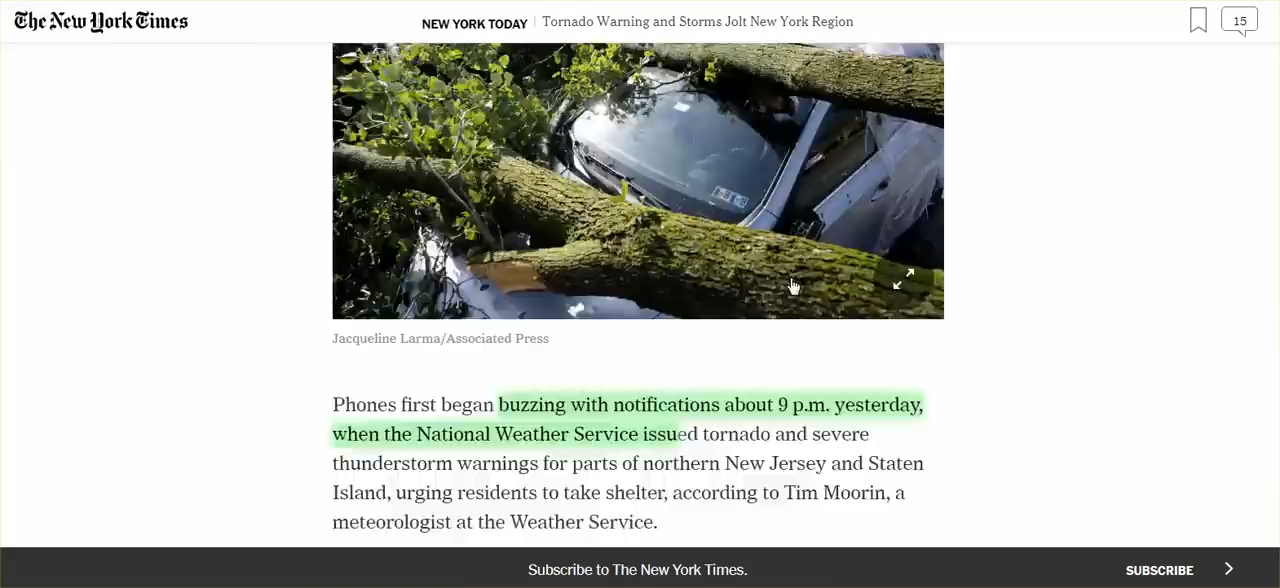 The New York Times
NEW YORK TODAY | Tornado Warning and Storms Jolt New York Region
15
Jacqueline Larma/Associated Press
Phones first began buzzing with notifications about 9 p.m. yesterday,
when the National Weather Service issued tornado and severe
thunderstorm warnings for parts of northern New Jersey and Staten
Island, urging residents to take shelter, according to Tim Moorin, a
meteorologist at the Weather Service.
Subscribe to The New York Times.
SUBSCRIBE